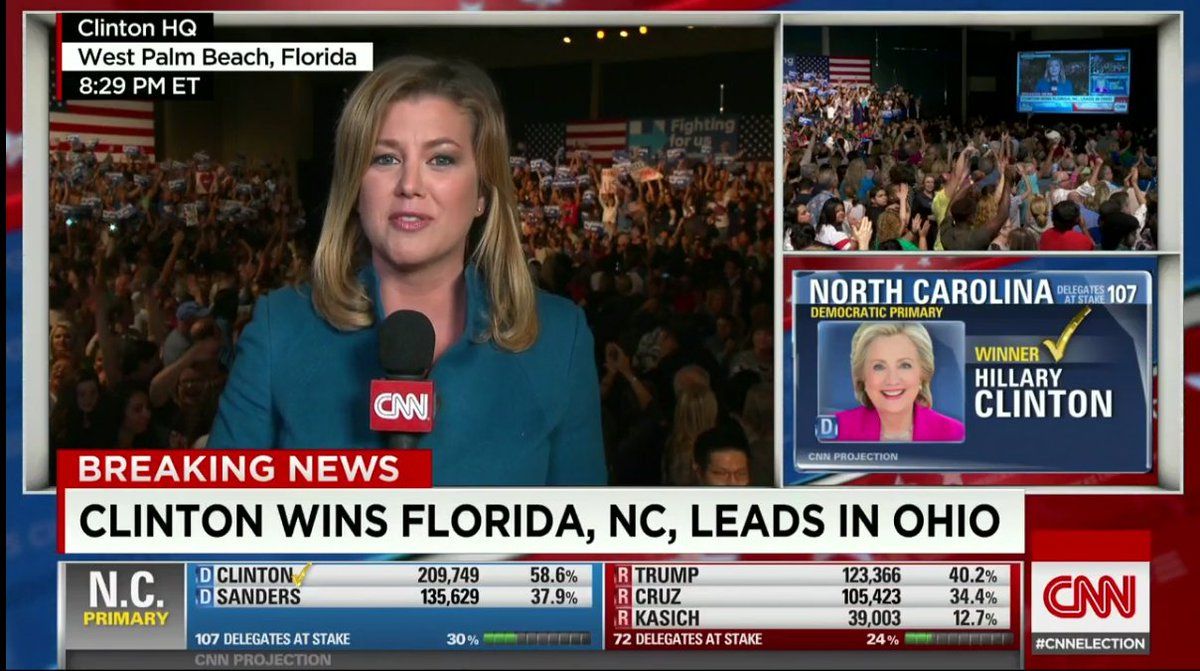 Clinton HQ
West Palm Beach, Florida
8:29 PM ET
Fighting
for us
CNN
NORTH CAROLINA DELEGATES AT STAKE 107
DEMOCRATIC PRIMARY
WINNER
HILLARY
CLINTON
D
CNN PROJECTION
BREAKING NEWS
CLINTON WINS FLORIDA, NC, LEADS IN OHIO
N.C.
PRIMARY
D CLINTON 209,749 58.6%
D SANDERS 135,629 37.9%
107 DELEGATES AT STAKE 30%
R TRUMP 123,366 40.2%
R CRUZ 105,423 34.4%
R KASICH 39,003 12.7%
72 DELEGATES AT STAKE 24%
CNN PROJECTION
CNN
#CNNELECTION